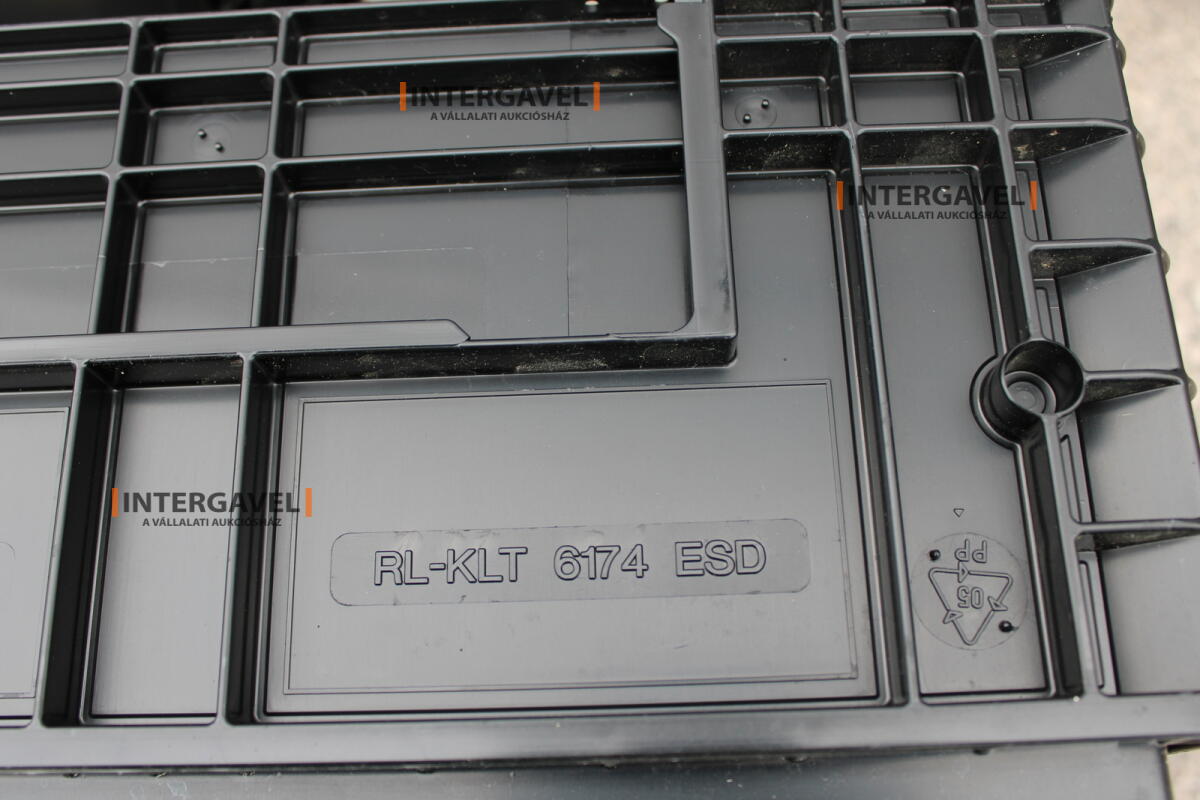 INTERGAVEL
A VÁLLALATI AUKCIÓSHÁZ
INTERGAVEL
A VÁLLALATI AUKCIÓSHÁZ
INTERGAVEL
A VÁLLALATI AUKCIÓSHÁZ
RL-KLT 6174 ESD
PP
05